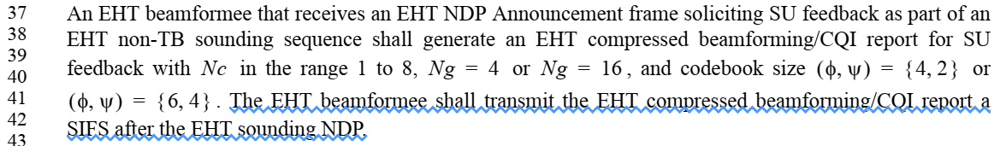 37 An EHT beamformee that receives an EHT NDP Announcement frame soliciting SU feedback as part of an
38 EHT non-TB sounding sequence shall generate an EHT compressed beamforming/CQI report for SU
39
40 feedback with Nc in the range 1 to 8, Ng = 4 or Ng = 16, and codebook size (ϕ, ψ) = {4, 2} or
41 (ϕ, ψ) = {6, 4}. The EHT beamformee shall transmit the EHT compressed beamforming/CQI report a
42 SIFS after the EHT sounding NDP.
43